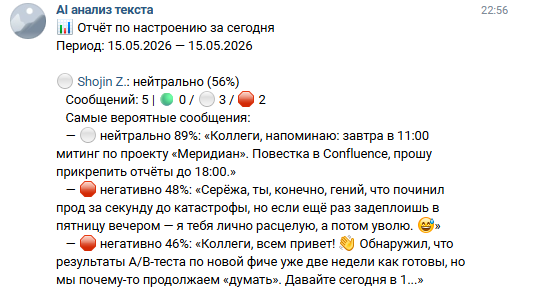 AI анализ текста 22:56
📊 Отчёт по настроению за сегодня
Период: 15.05.2026 — 15.05.2026
⚪ Shojin Z.: нейтрально (56%)
Сообщений: 5 | 🟢 0 / ⚪ 3 / 🛑 2
Самые вероятные сообщения:
— ⚪ нейтрально 89%: «Коллеги, напоминаю: завтра в 11:00
митинг по проекту «Меридиан». Повестка в Confluence, прошу
прикрепить отчёты до 18:00.»
— 🛑 негативно 48%: «Серёжа, ты, конечно, гений, что починил
прод за секунду до катастрофы, но если ещё раз задеплоишь в
пятницу вечером — я тебя лично расцелую, а потом уволю. 😅»
— 🛑 негативно 46%: «Коллеги, всем привет! 👋 Обнаружил, что
результаты A/B-теста по новой фиче уже две недели как готовы, но
мы почему-то продолжаем «думать». Давайте сегодня в 1...»